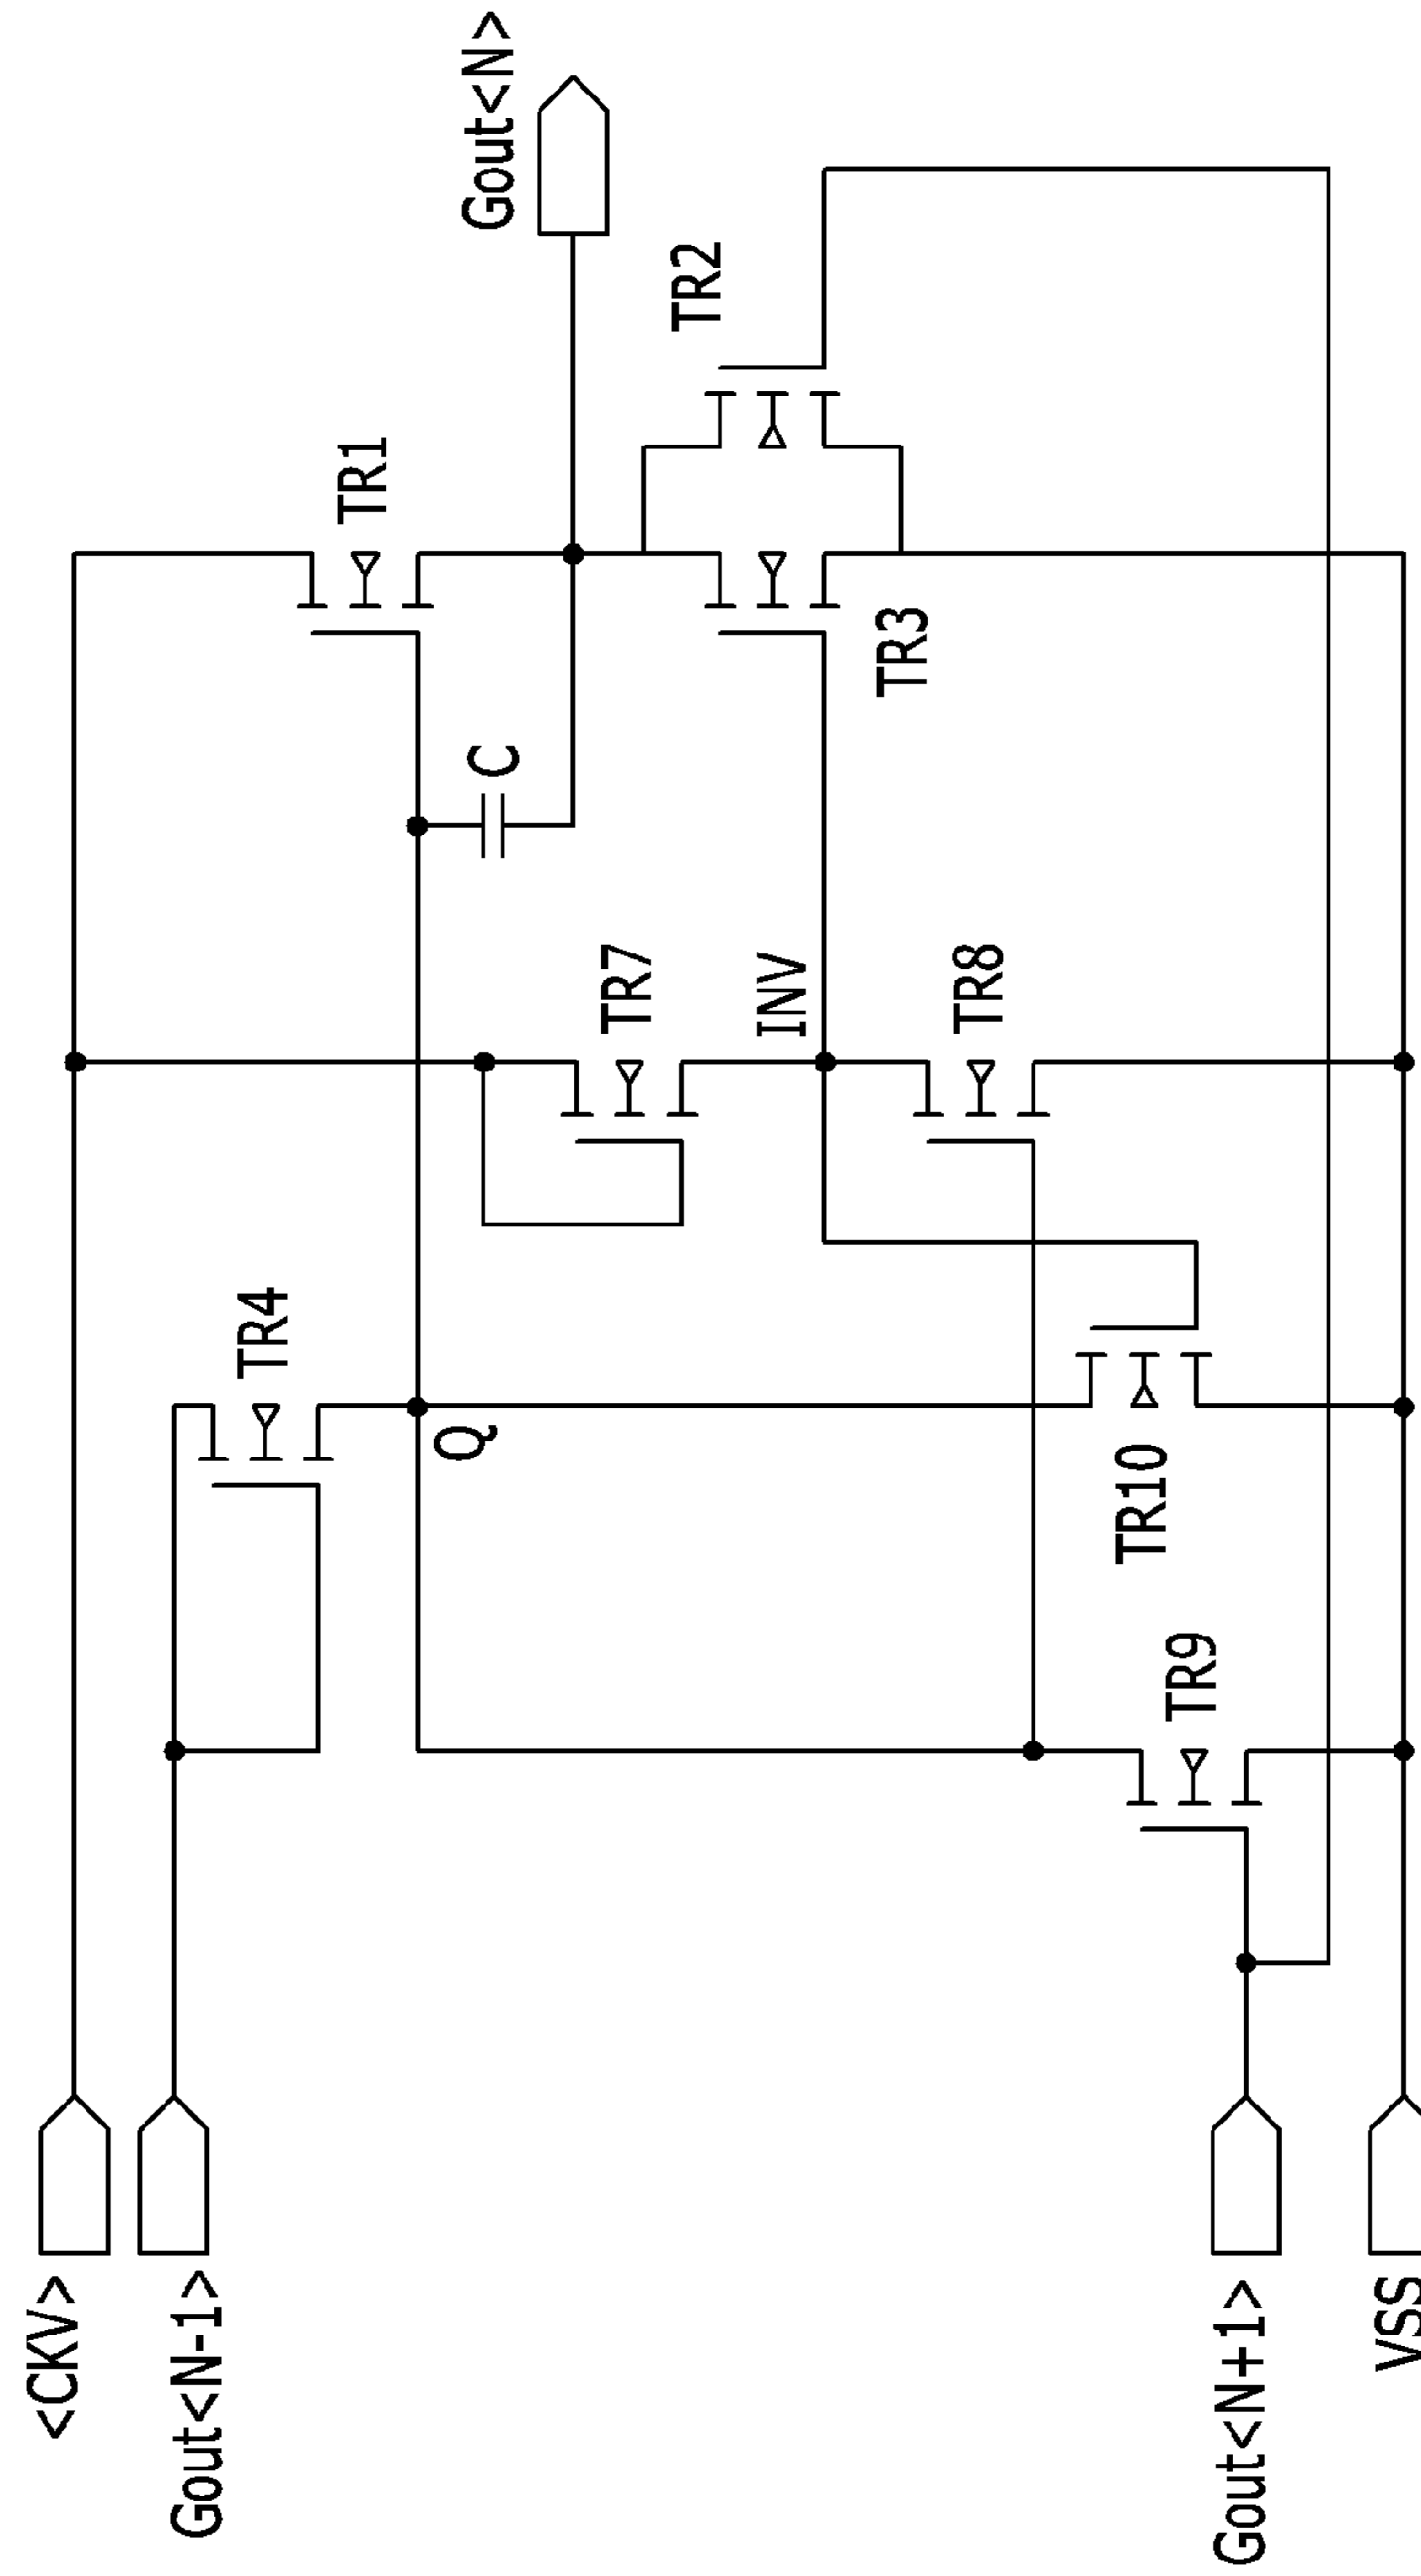 <CKV>
Gout<N-1>
TR4
TR1
TR7
C
Gout<N>
Q
INV
TR2
TR10
TR8
TR3
TR9
Gout<N+1>
VSS